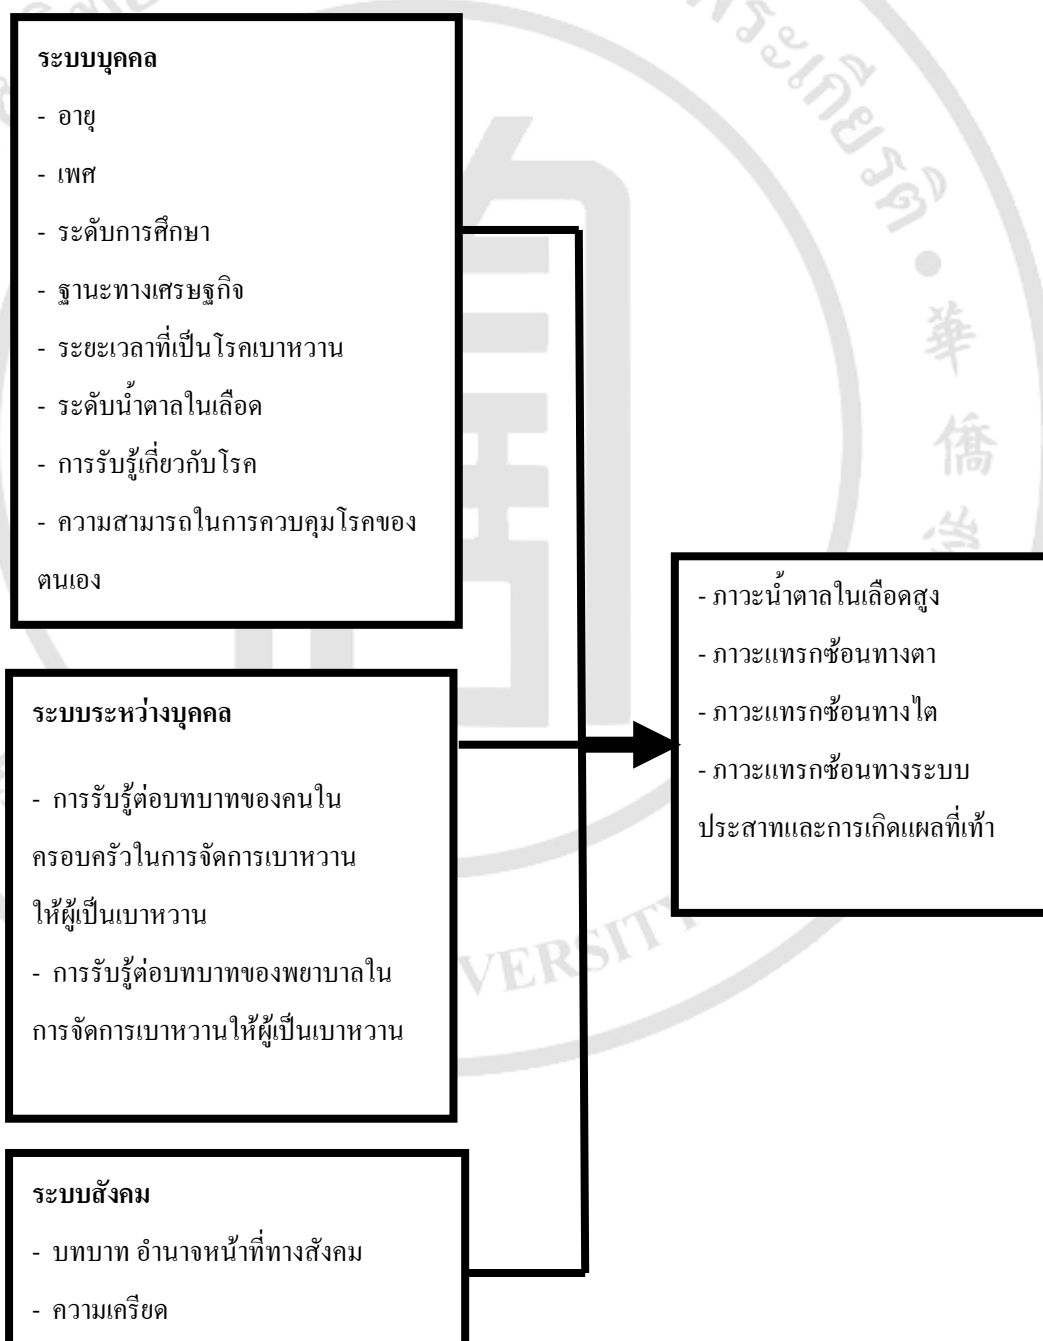 ระบบบุคคล
- อายุ
- เพศ
- ระดับการศึกษา
- ฐานะทางเศรษฐกิจ
- ระยะเวลาที่เป็นโรคเบาหวาน
- ระดับน้ำตาลในเลือด
- การรับรู้เกี่ยวกับโรค
- ความสามารถในการควบคุมโรคของ
ตนเอง
ระบบระหว่างบุคคล
- การรับรู้ต่อบทบาทของคนใน
ครอบครัวในการจัดการเบาหวาน
ให้ผู้เป็นเบาหวาน
- การรับรู้ต่อบทบาทของพยาบาลใน
การจัดการเบาหวานให้ผู้เป็นเบาหวาน
ระบบสังคม
- บทบาท อำนาจหน้าที่ทางสังคม
- ความเครียด
- ภาวะน้ำตาลในเลือดสูง
- ภาวะแทรกซ้อนทางตา
- ภาวะแทรกซ้อนทางไต
- ภาวะแทรกซ้อนทางระบบ
ประสาทและการเกิดแผลที่เท้า
พระเกียรติ • 華 僑
VERSITY